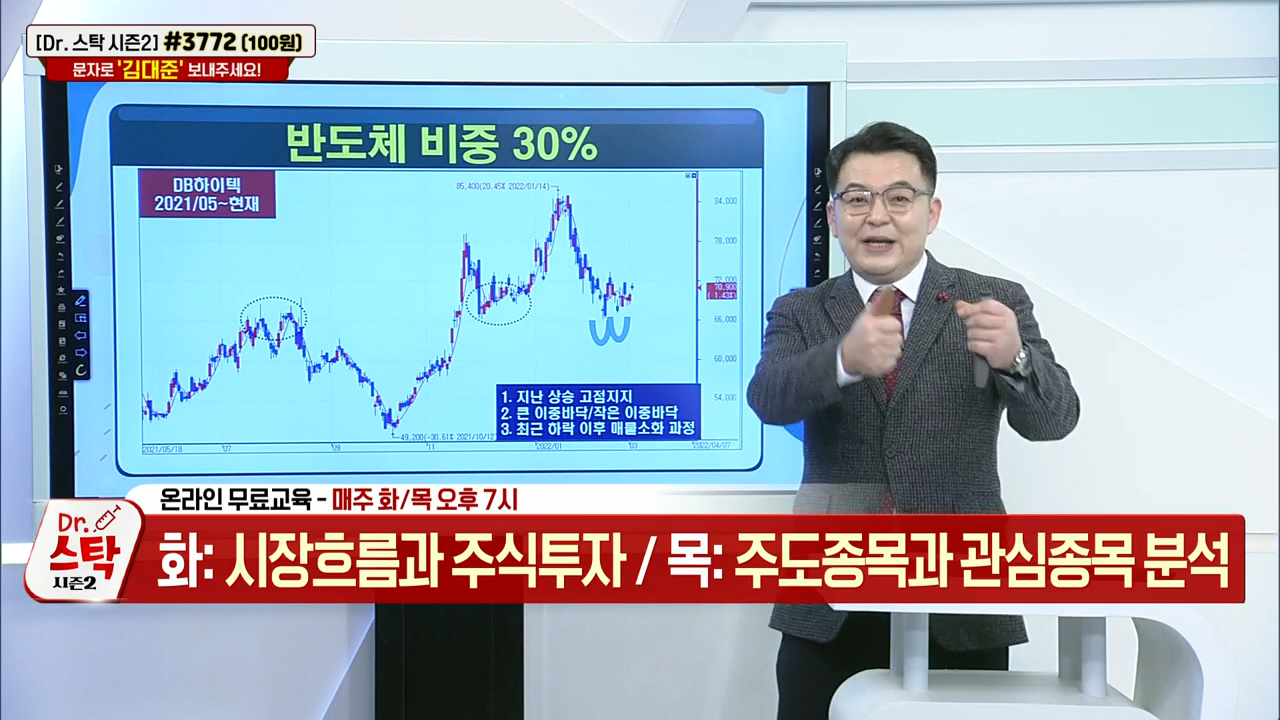 [Dr. 스탁 시즌2] #3772 (100원)
문자로 '김대준' 보내주세요!
반도체 비중 30%
DB하이텍
2021/05~현재
85,400(20.45% 2022/01/14)
84,000
78,000
72,000
70,900
( 1.43%)
66,000
60,000
54,000
1. 지난 상승 고점지지
2. 큰 이중바닥/작은 이중바닥
3. 최근 하락 이후 매물소화 과정
49,200(-30.61% 2021/10/12)
2021/05/18
07
09
11
2022/01
03
2022/04/07
온라인 무료교육 - 매주 화/목 오후 7시
Dr.
스탁
시즌2
화: 시장흐름과 주식투자 / 목: 주도종목과 관심종목 분석